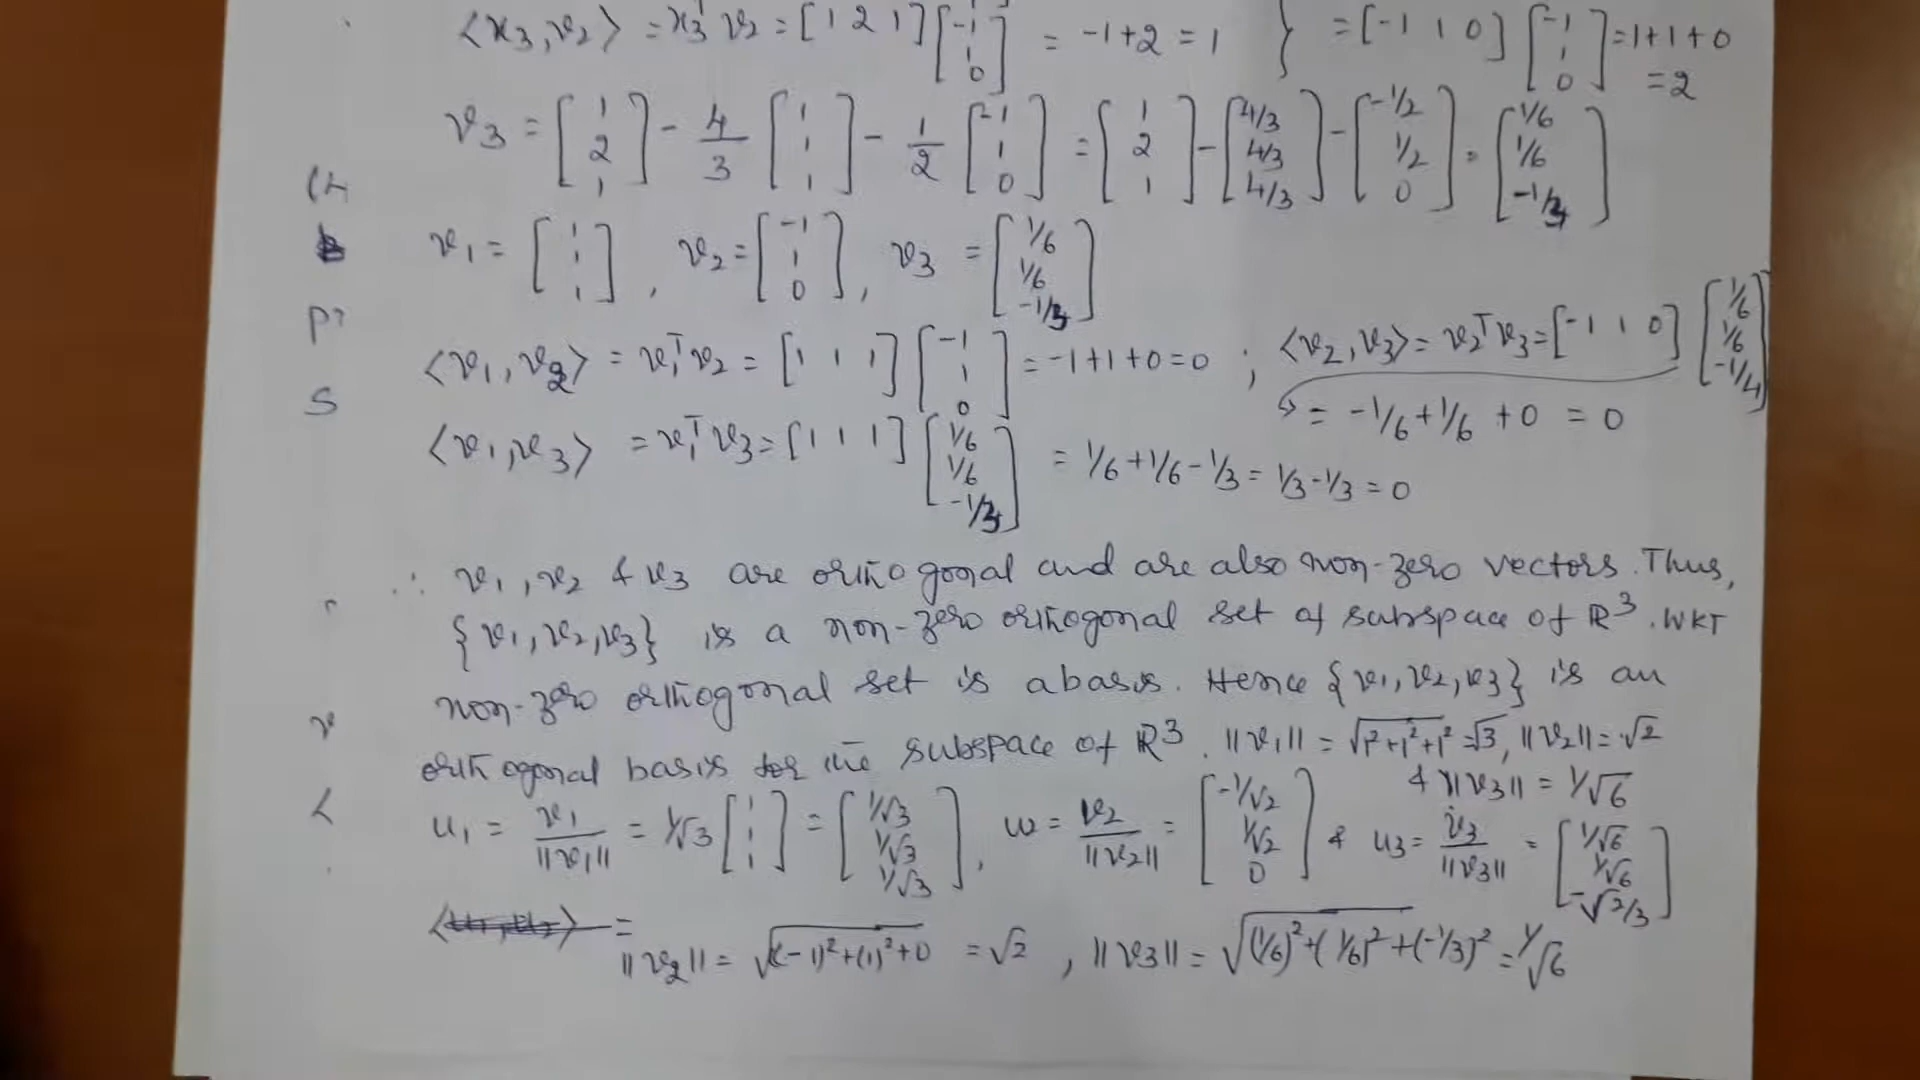 ⟨x3, v2⟩ = x3ᵀ v2 = [1 2 1] [-1 1 0] = -1+2 = 1 } = [-1 1 0] [-1 1 0] = 1+1+0
= 2
v3 = [1 2 1] - 4/3 [1 1 1] - 1/2 [-1 1 0] = [1 2 1] - [4/3 4/3 4/3] - [-1/2 1/2 0] = [1/6 1/6 -1/3]
v1 = [1 1 1], v2 = [-1 1 0], v3 = [1/6 1/6 -1/3]
⟨v1, v2⟩ = v1ᵀ v2 = [1 1 1] [-1 1 0] = -1+1+0 = 0 ; ⟨v2, v3⟩ = v2ᵀ v3 = [-1 1 0] [1/6 1/6 -1/4]
= -1/6 + 1/6 + 0 = 0
⟨v1, v3⟩ = v1ᵀ v3 = [1 1 1] [1/6 1/6 -1/3] = 1/6 + 1/6 - 1/3 = 1/3 - 1/3 = 0
∴ v1, v2 & v3 are orthogonal and are also non-zero vectors. Thus,
{v1, v2, v3} is a non-zero orthogonal set of subspace of ℝ³. WKT
non-zero orthogonal set is a basis. Hence {v1, v2, v3} is an
orthogonal basis for the subspace of ℝ³. ||v1|| = √1²+1²+1² = √3, ||v2|| = √2
& ||v3|| = 1/√6
u1 = v1/||v1|| = 1/√3 [1 1 1] = [1/√3 1/√3 1/√3], w = v2/||v2|| = [-1/√2 1/√2 0] & u3 = v3/||v3|| = [1/√6 1/√6 -√2/3]
=
||v2|| = √(-1)²+(1)²+0 = √2, ||v3|| = √(1/6)²+(1/6)²+(-1/3)² = 1/√6